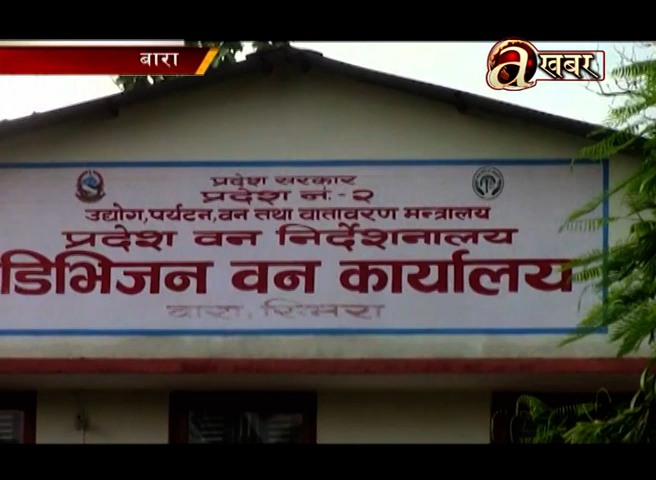 बारा
aखबर
प्रदेश सरकार
प्रदेश नं.-२
उद्योग,पर्यटन,वन तथा वातावरण मन्त्रालय
प्रदेश वन निर्देशनालय
डिभिजन वन कार्यालय
बारा, सिमरा